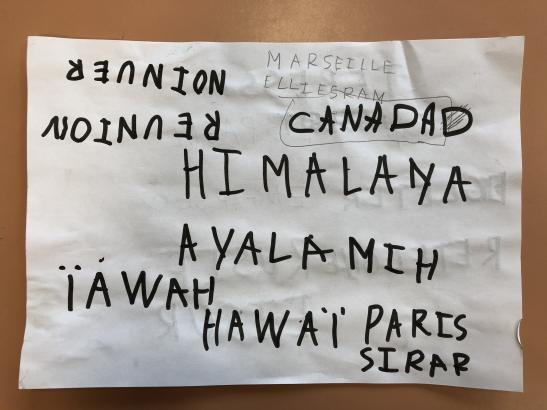 REUNION
MARSEILLE
ELLIESRAM
NOINUER
CANADAD
HIMALAYA
AYALAMIH
ÏAWAH
HAWAÏ PARIS
SIRAP